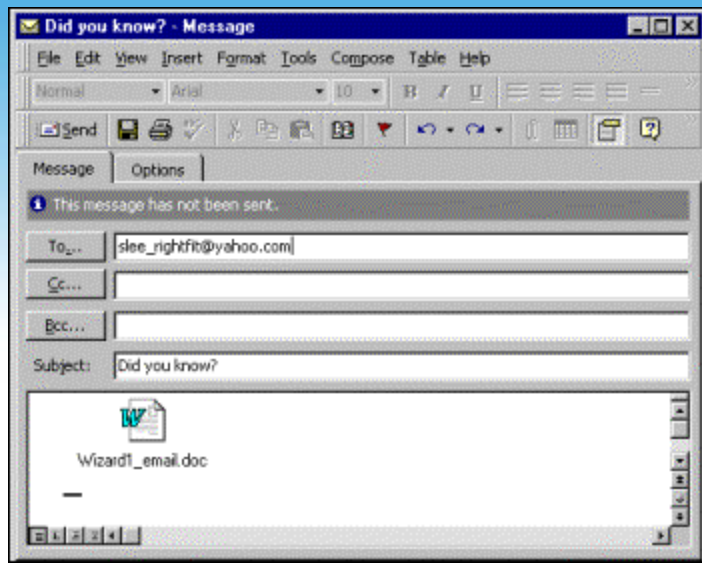 Did you know? - Message
File Edit View Insert Format Tools Compose Table Help
Normal Arial 10 B I U
Send
Message Options
This message has not been sent.
To... slee_rightfit@yahoo.com
Cc...
Bcc...
Subject: Did you know?
W
Wizard1_email.doc